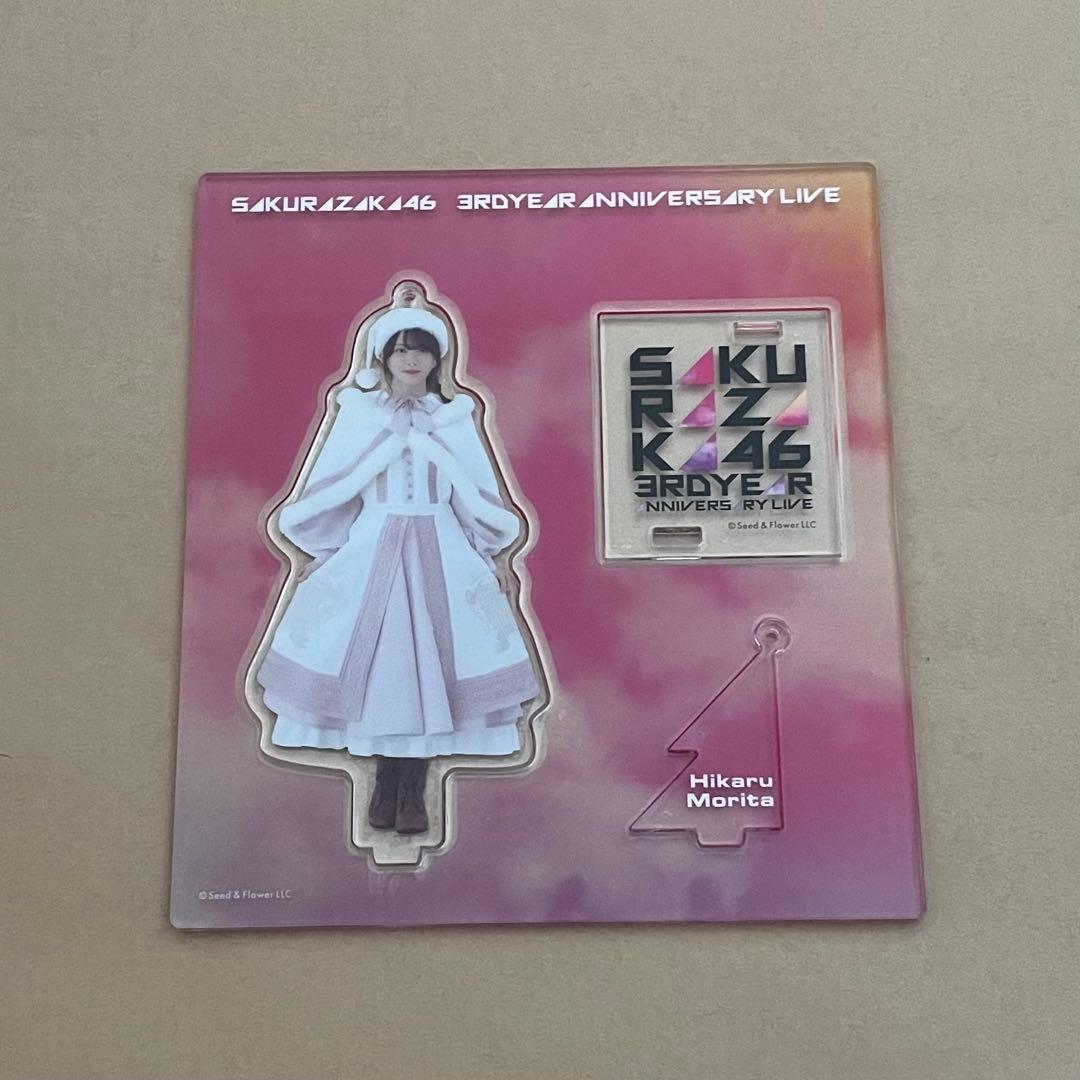 SAKURAZAKA46 3RDYEAR ANNIVERSARY LIVE
SAKU
RAZA
KA46
3RDYEAR
ANNIVERSARY LIVE
©Seed & Flower LLC
Hikaru
Morita
©Seed & Flower LLC